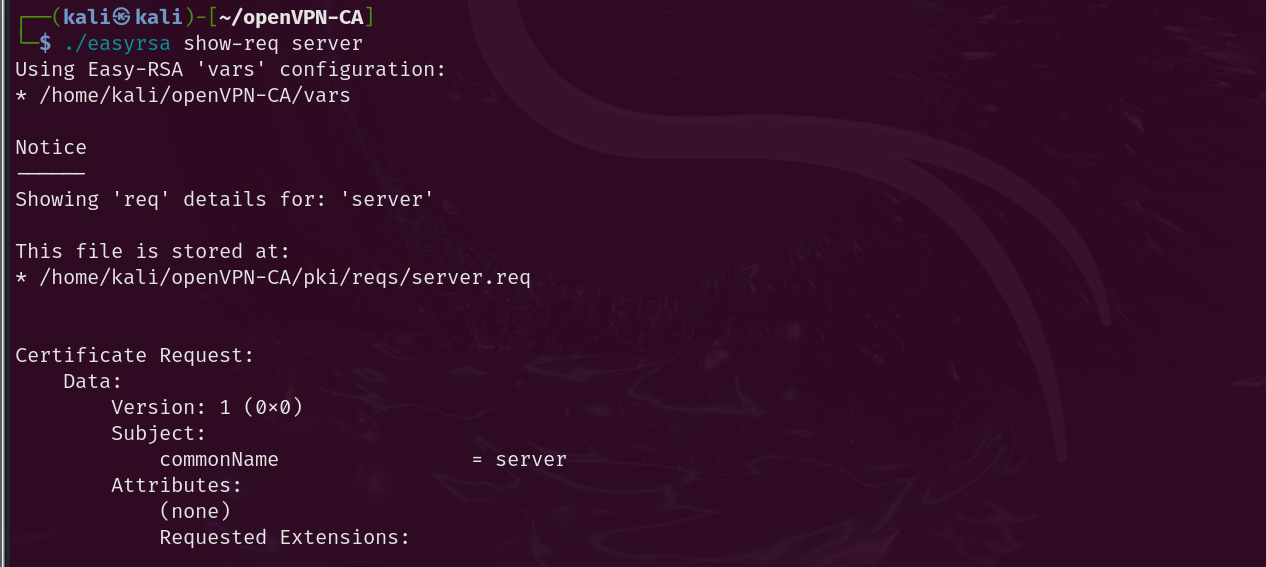 ┌──(kali㉿kali)-[~/openVPN-CA]
└─$ ./easyrsa show-req server
Using Easy-RSA 'vars' configuration:
* /home/kali/openVPN-CA/vars

Notice
------
Showing 'req' details for: 'server'

This file is stored at:
* /home/kali/openVPN-CA/pki/reqs/server.req


Certificate Request:
    Data:
        Version: 1 (0x0)
        Subject:
            commonName                = server
        Attributes:
            (none)
            Requested Extensions: